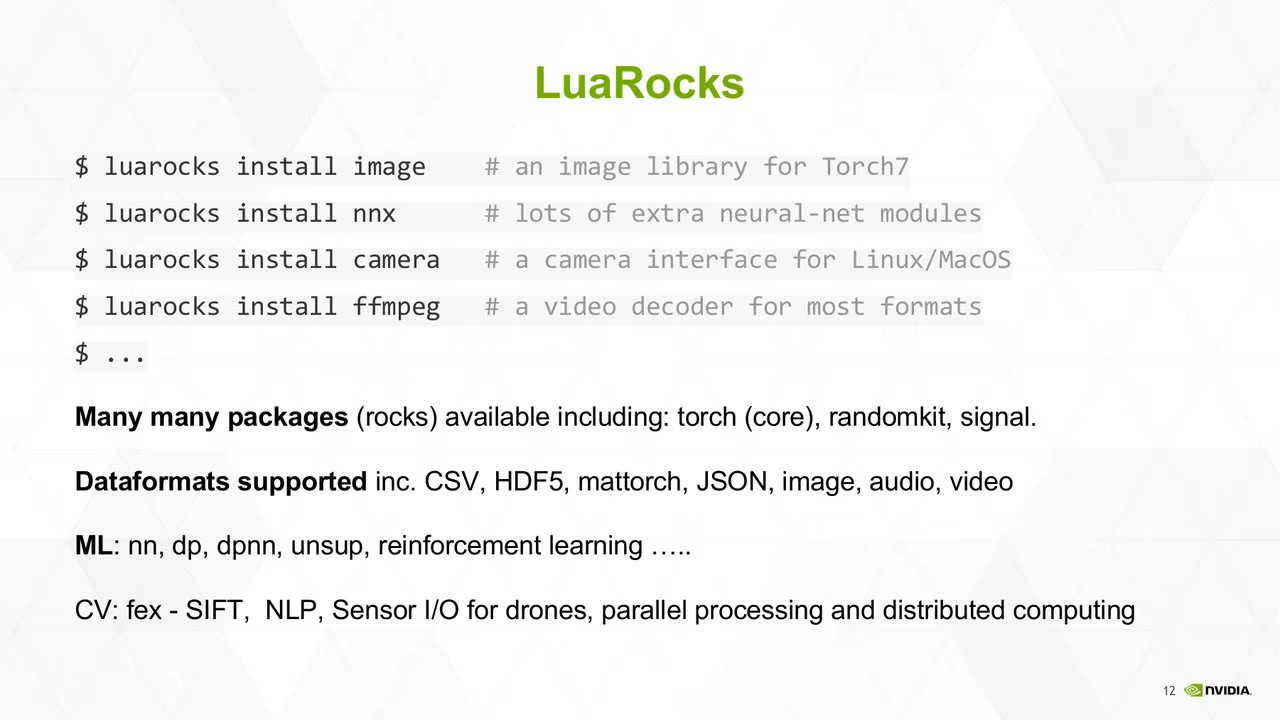 LuaRocks
$ luarocks install image    # an image library for Torch7
$ luarocks install nnx      # lots of extra neural-net modules
$ luarocks install camera   # a camera interface for Linux/MacOS
$ luarocks install ffmpeg   # a video decoder for most formats
$ ...
Many many packages (rocks) available including: torch (core), randomkit, signal.
Dataformats supported inc. CSV, HDF5, mattorch, JSON, image, audio, video
ML: nn, dp, dpnn, unsup, reinforcement learning …..
CV: fex - SIFT,  NLP, Sensor I/O for drones, parallel processing and distributed computing
12 NVIDIA.